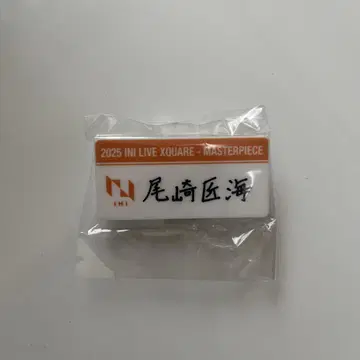 2025 INI LIVE XQUARE - MASTERPIECE
INI
尾崎匠海